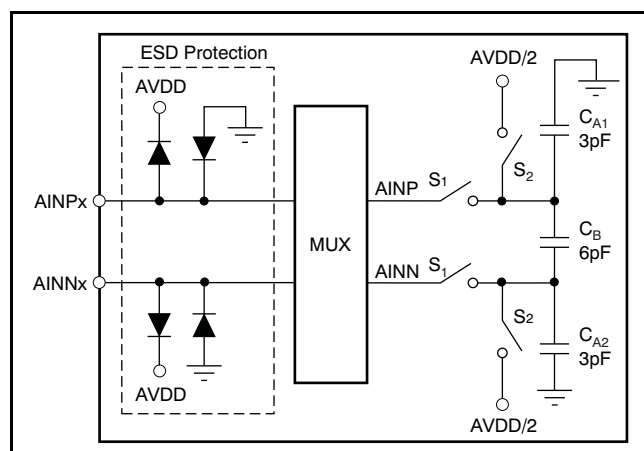 ESD Protection
AVDD
AVDD/2
CA1
3pF
S2
AINPx
AINP
S1
MUX
CB
6pF
AINNx
AINN
S1
S2
CA2
3pF
AVDD
AVDD/2